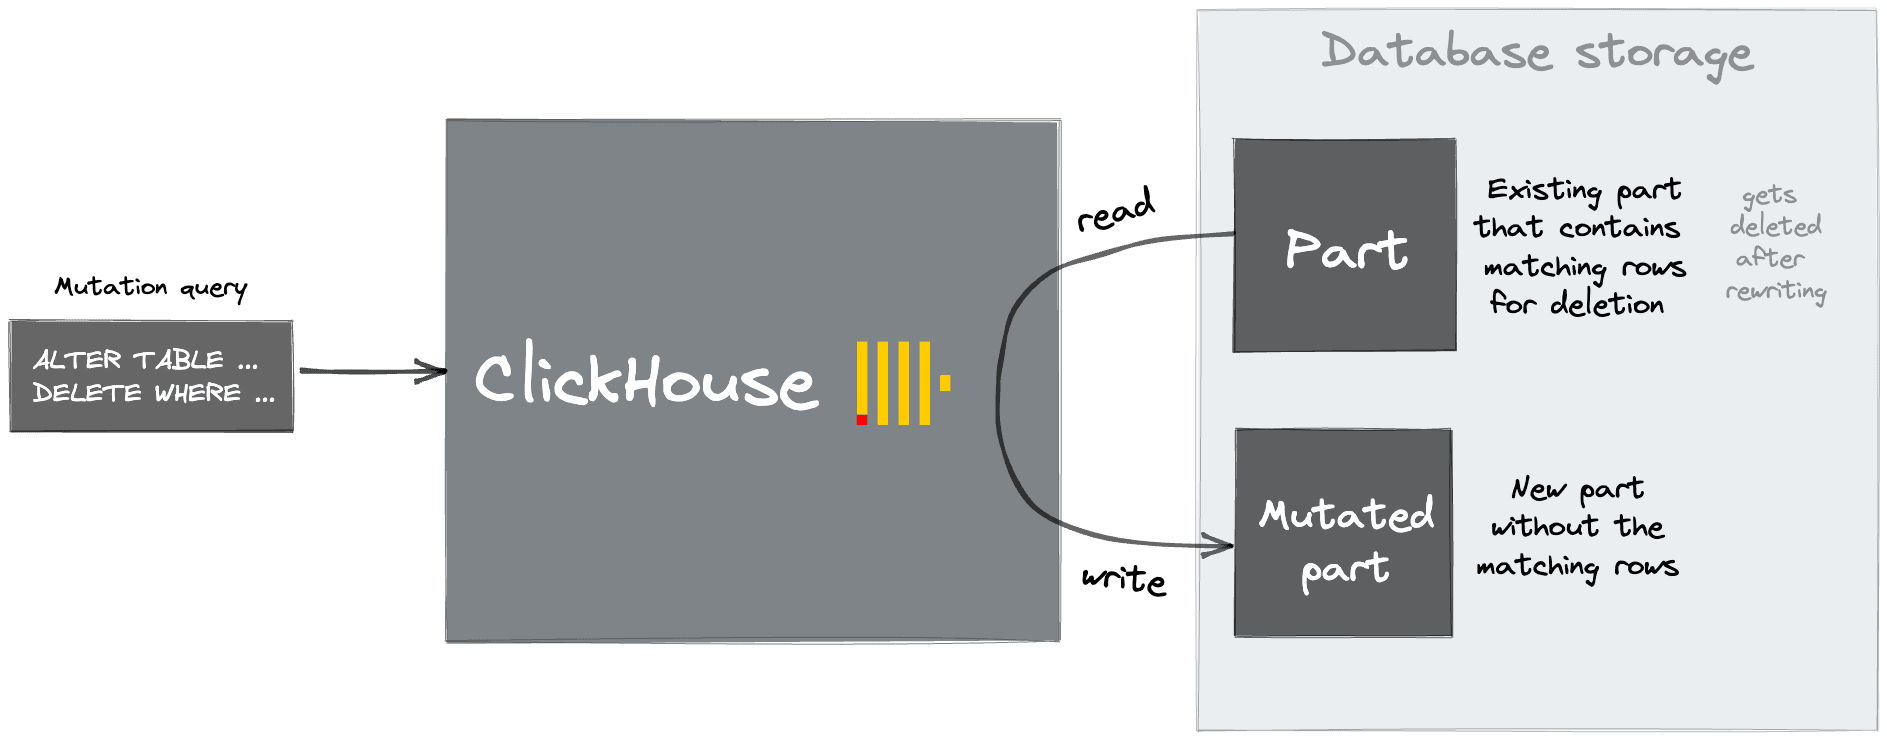 Mutation query
ALTER TABLE ...
DELETE WHERE ...
ClickHouse
read
write
Database storage
Part
Existing part
that contains
matching rows
for deletion
gets
deleted
after
rewriting
Mutated
part
New part
without the
matching rows